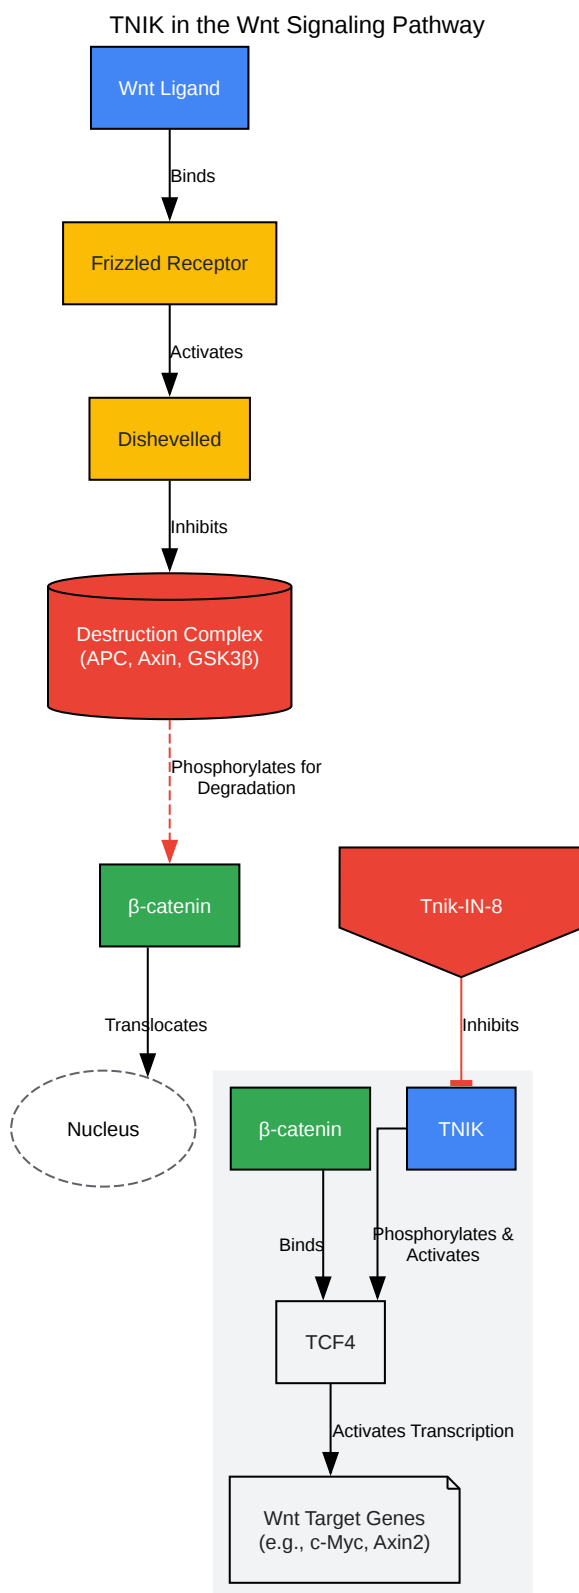 TNIK in the Wnt Signaling Pathway
Wnt Ligand
Binds
Frizzled Receptor
Activates
Dishevelled
Inhibits
Destruction Complex
(APC, Axin, GSK3β)
Phosphorylates for
Degradation
β-catenin
Tnik-IN-8
Translocates
Inhibits
Nucleus
β-catenin
TNIK
Binds
Phosphorylates &
Activates
TCF4
Activates Transcription
Wnt Target Genes
(e.g., c-Myc, Axin2)